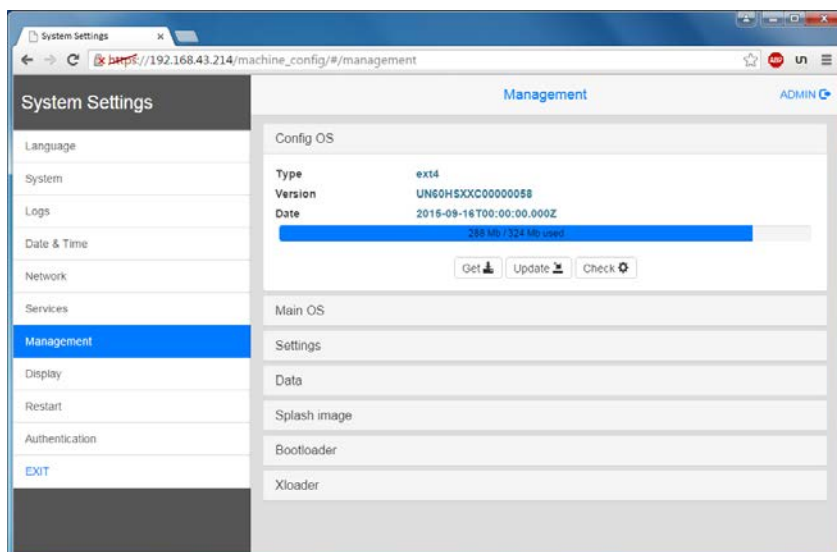 System Settings
https://192.168.43.214/machine_config/#/management
ABP
System Settings
Management
ADMIN
Language
System
Logs
Date & Time
Network
Services
Management
Display
Restart
Authentication
EXIT
Config OS
Type ext4
Version UN60HSXXC00000058
Date 2015-09-16T00:00:00.000Z
288 Mb / 324 Mb used
Get Update Check
Main OS
Settings
Data
Splash image
Bootloader
Xloader